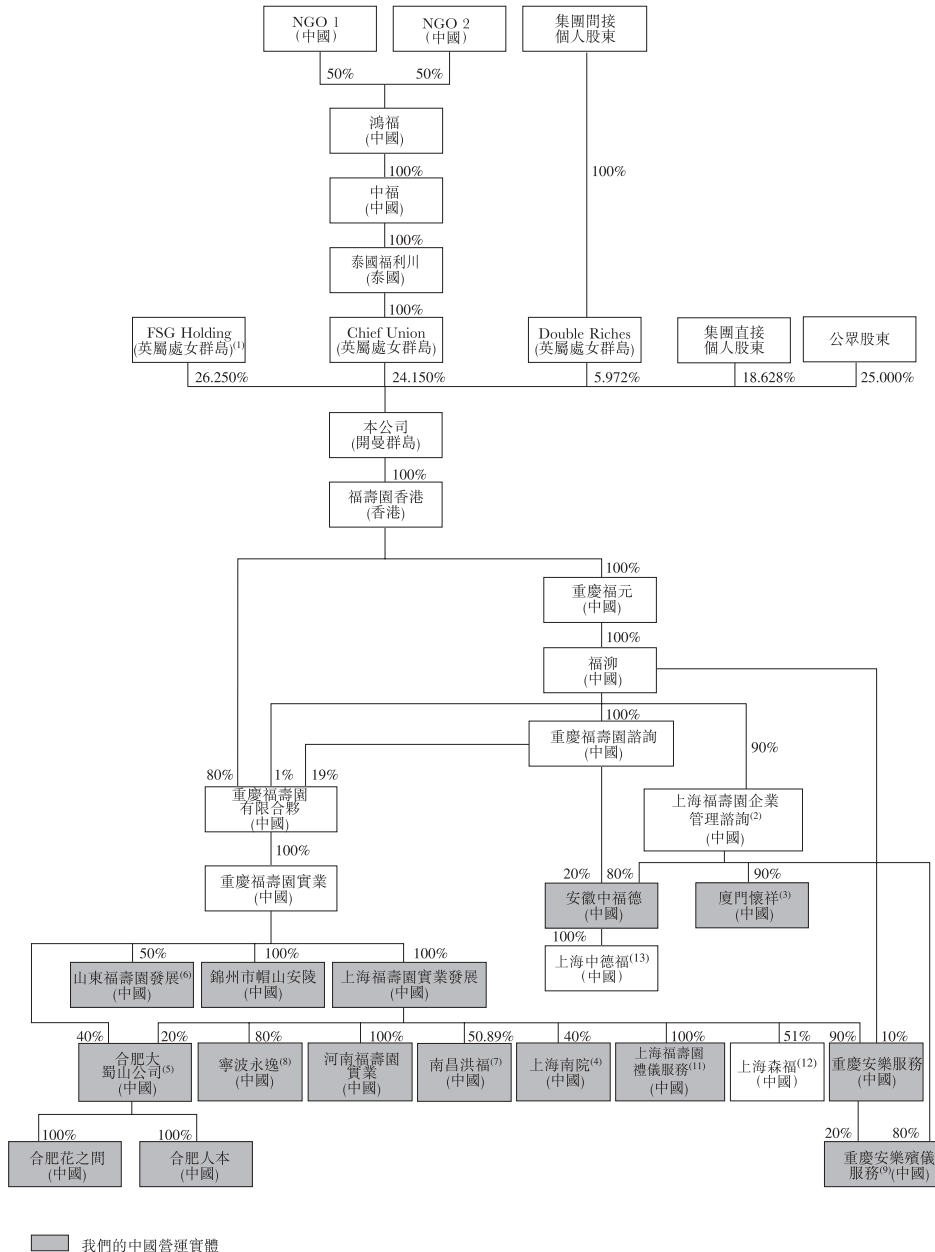 NGO 1
(中國)
NGO 2
(中國)
集團間接
個人股東
50%
50%
鴻福
(中國)
100%
中福
(中國)
100%
100%
泰國福利川
(泰國)
100%
FSG Holding
(英屬處女群島)(1)
Chief Union
(英屬處女群島)
Double Riches
(英屬處女群島)
集團直接
個人股東
公眾股東
26.250%
24.150%
5.972%
18.628%
25.000%
本公司
(開曼群島)
100%
福壽園香港
(香港)
100%
重慶福元
(中國)
100%
福泖
(中國)
100%
重慶福壽園諮詢
(中國)
90%
80%
1%
19%
重慶福壽園
有限合夥
(中國)
上海福壽園企業
管理諮詢(2)
(中國)
100%
重慶福壽園實業
(中國)
20%
80%
90%
安徽中福德
(中國)
廈門懷祥(3)
(中國)
100%
上海中德福(13)
(中國)
50%
100%
100%
山東福壽園發展(6)
(中國)
錦州市帽山安陵
(中國)
上海福壽園實業發展
(中國)
40%
20%
80%
100%
50.89%
40%
100%
51%
90%
10%
合肥大
蜀山公司(5)
(中國)
寧波永逸(8)
(中國)
河南福壽園
實業
(中國)
南昌洪福(7)
(中國)
上海南院(4)
(中國)
上海福壽園
禮儀服務(11)
(中國)
上海森福(12)
(中國)
重慶安樂服務
(中國)
100%
100%
20%
80%
合肥花之間
(中國)
合肥人本
(中國)
重慶安樂殯儀
服務(9)(中國)
我們的中國營運實體